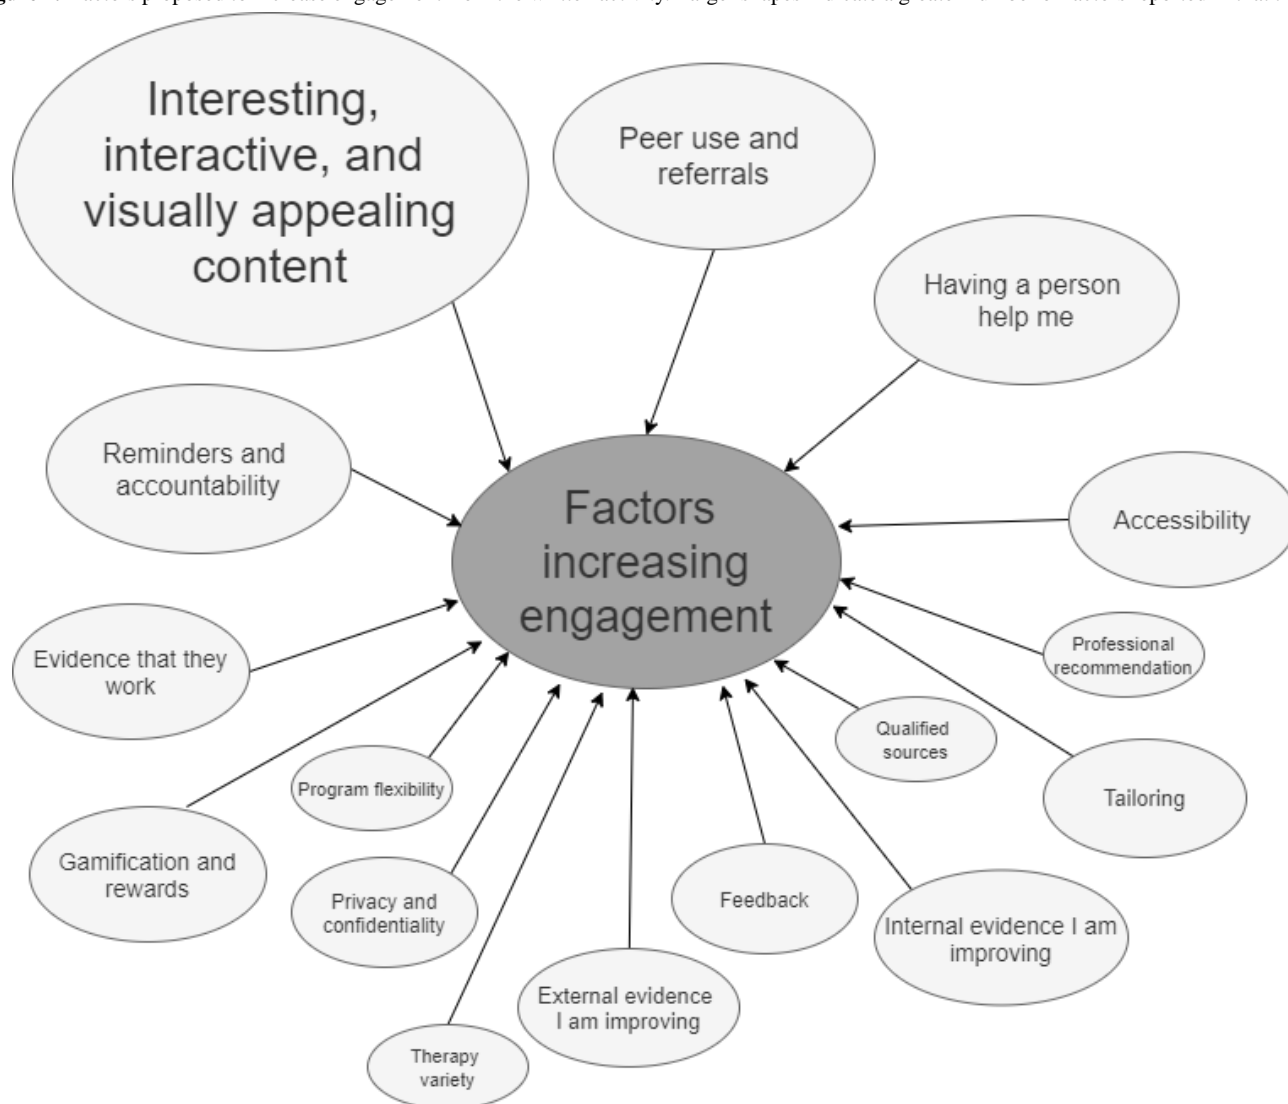 Interesting,
interactive, and
visually appealing
content
Peer use and
referrals
Having a person
help me
Reminders and
accountability
Factors
increasing
engagement
Accessibility
Evidence that they
work
Professional
recommendation
Qualified
sources
Program flexibility
Tailoring
Gamification and
rewards
Privacy and
confidentiality
Feedback
Internal evidence I am
improving
External evidence
I am improving
Therapy
variety